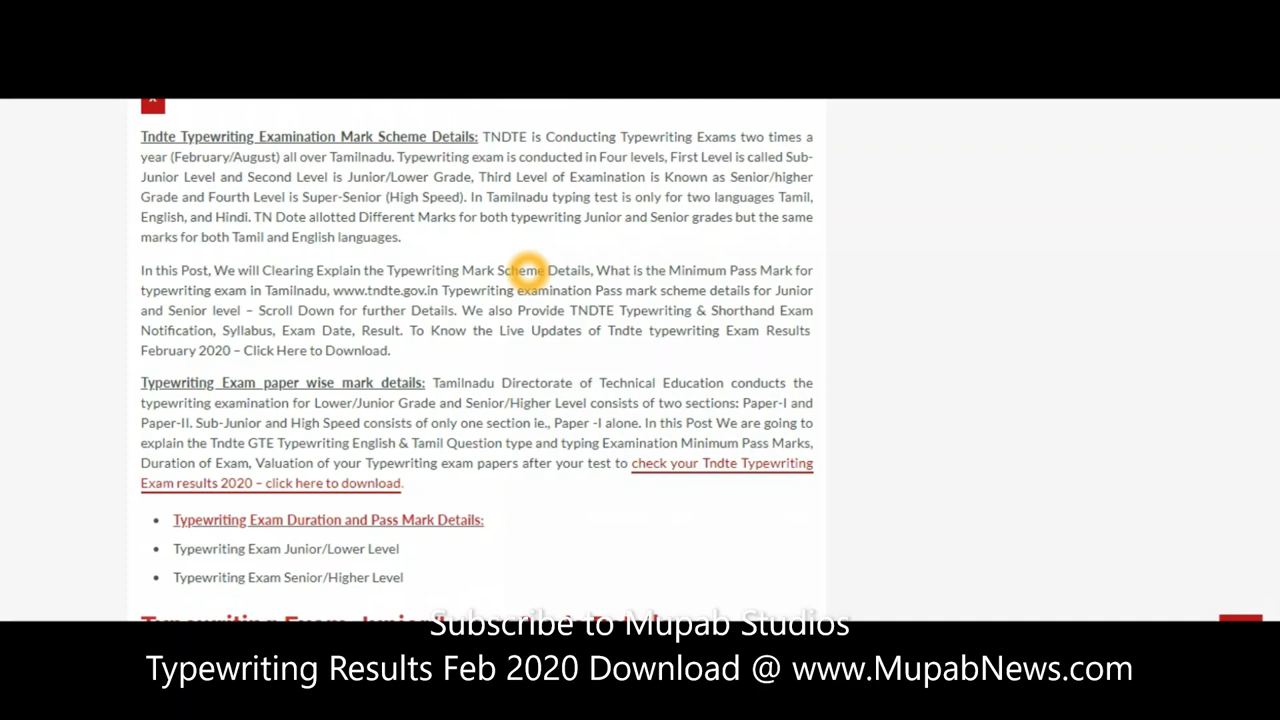 Tndte Typewriting Examination Mark Scheme Details: TNDTE is Conducting Typewriting Exams two times a
year (February/August) all over Tamilnadu. Typewriting exam is conducted in Four levels, First Level is called Sub-
Junior Level and Second Level is Junior/Lower Grade, Third Level of Examination is Known as Senior/higher
Grade and Fourth Level is Super-Senior (High Speed). In Tamilnadu typing test is only for two languages Tamil,
English, and Hindi. TN Dote allotted Different Marks for both typewriting Junior and Senior grades but the same
marks for both Tamil and English languages.
In this Post, We will Clearing Explain the Typewriting Mark Scheme Details, What is the Minimum Pass Mark for
typewriting exam in Tamilnadu, www.tndte.gov.in Typewriting examination Pass mark scheme details for Junior
and Senior level – Scroll Down for further Details. We also Provide TNDTE Typewriting & Shorthand Exam
Notification, Syllabus, Exam Date, Result. To Know the Live Updates of Tndte typewriting Exam Results
February 2020 – Click Here to Download.
Typewriting Exam paper wise mark details: Tamilnadu Directorate of Technical Education conducts the
typewriting examination for Lower/Junior Grade and Senior/Higher Level consists of two sections: Paper-I and
Paper-II. Sub-Junior and High Speed consists of only one section ie., Paper -I alone. In this Post We are going to
explain the Tndte GTE Typewriting English & Tamil Question type and typing Examination Minimum Pass Marks,
Duration of Exam, Valuation of your Typewriting exam papers after your test to check your Tndte Typewriting
Exam results 2020 – click here to download.
• Typewriting Exam Duration and Pass Mark Details:
• Typewriting Exam Junior/Lower Level
• Typewriting Exam Senior/Higher Level
Subscribe to Mupab Studios
Typewriting Results Feb 2020 Download @ www.MupabNews.com